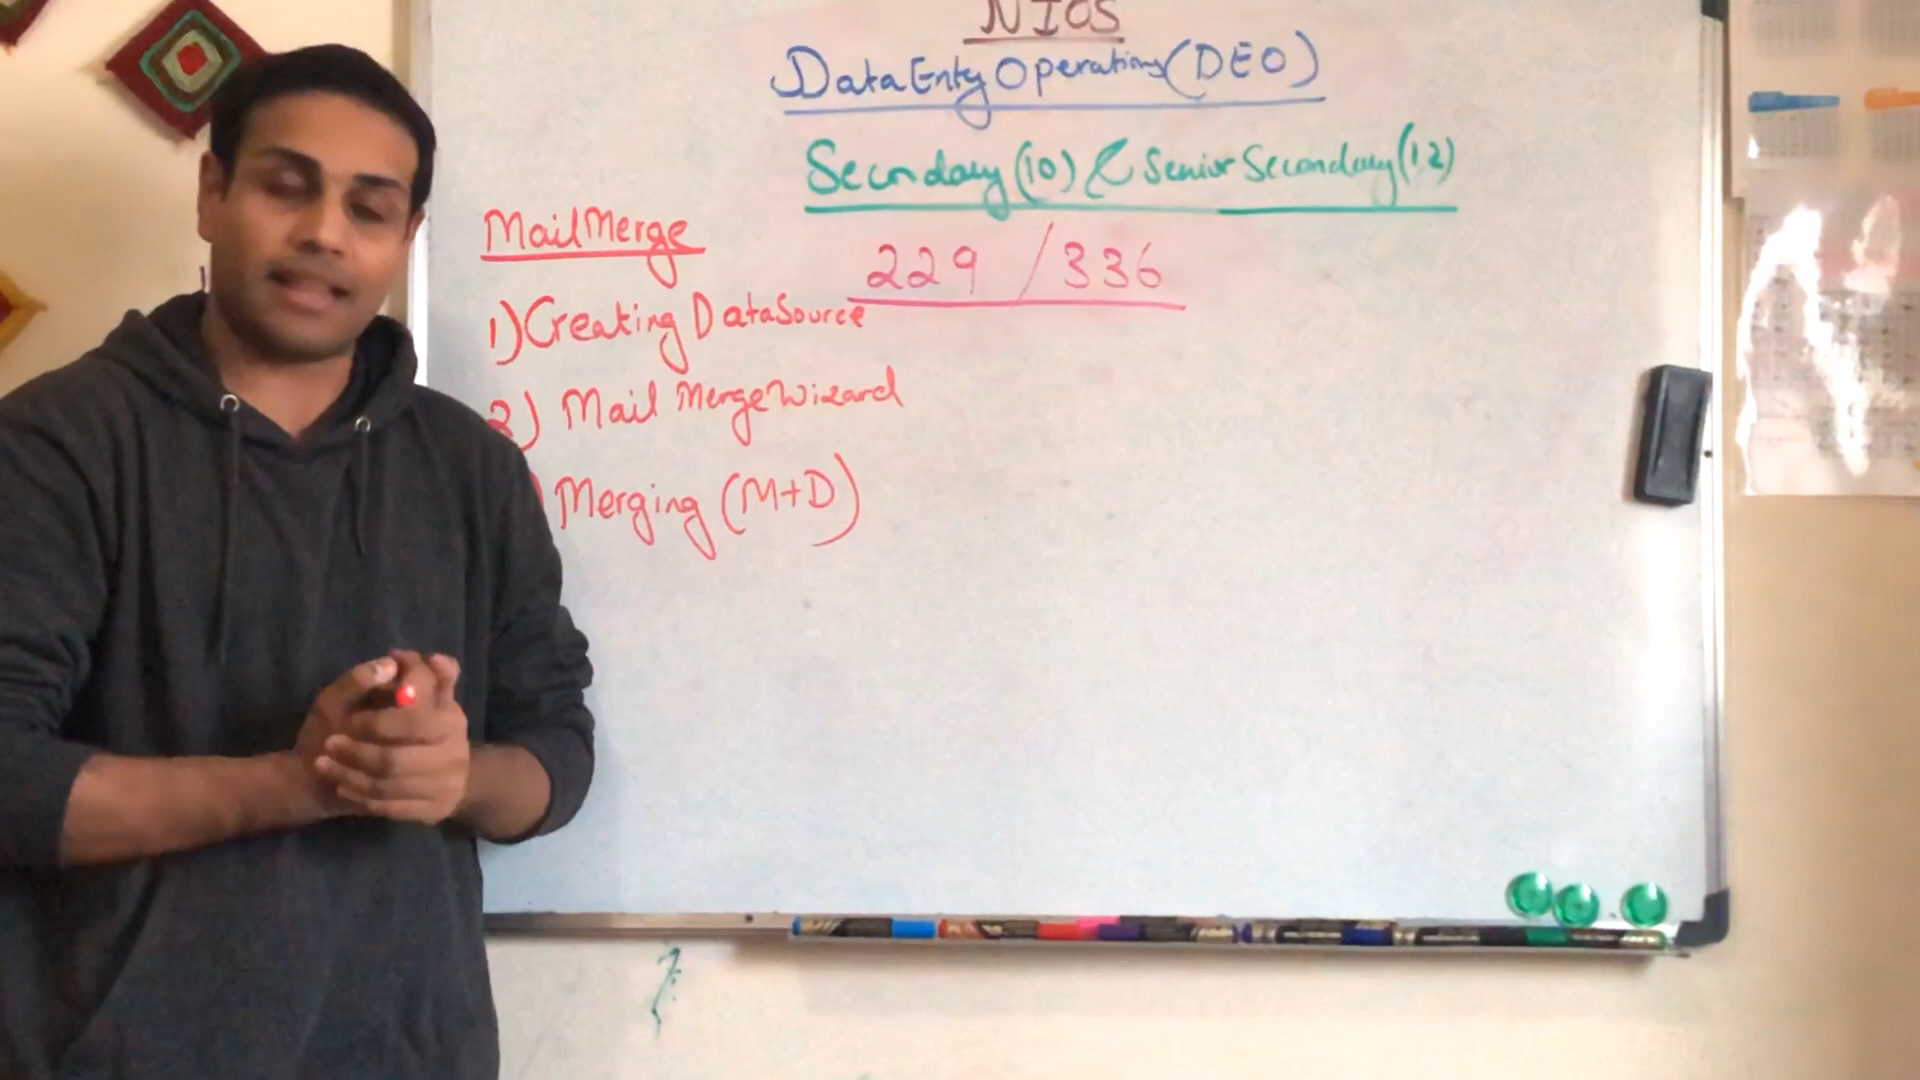 NIOS
Data Entry Operations (DEO)
Secondary (10) & Senior Secondary (12)
229 / 336
Mail Merge
1) Creating Data Source
2) Mail Merge Wizard
) Merging (M+D)